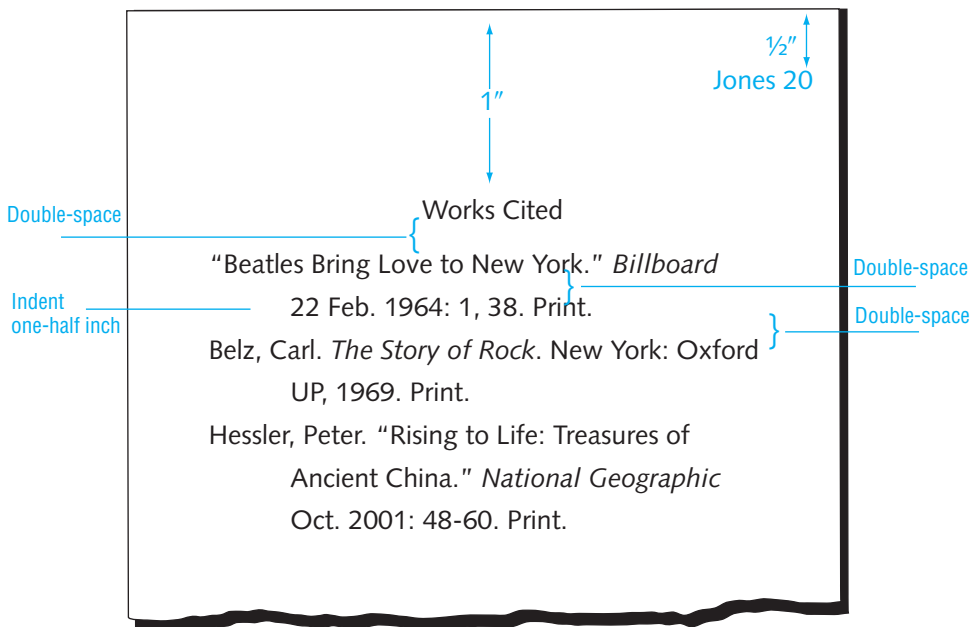 ½″
Jones 20
1″
Works Cited
Double-space
“Beatles Bring Love to New York.” Billboard
Double-space
22 Feb. 1964: 1, 38. Print.
Indent
one-half inch
Double-space
Belz, Carl. The Story of Rock. New York: Oxford
UP, 1969. Print.
Hessler, Peter. “Rising to Life: Treasures of
Ancient China.” National Geographic
Oct. 2001: 48-60. Print.